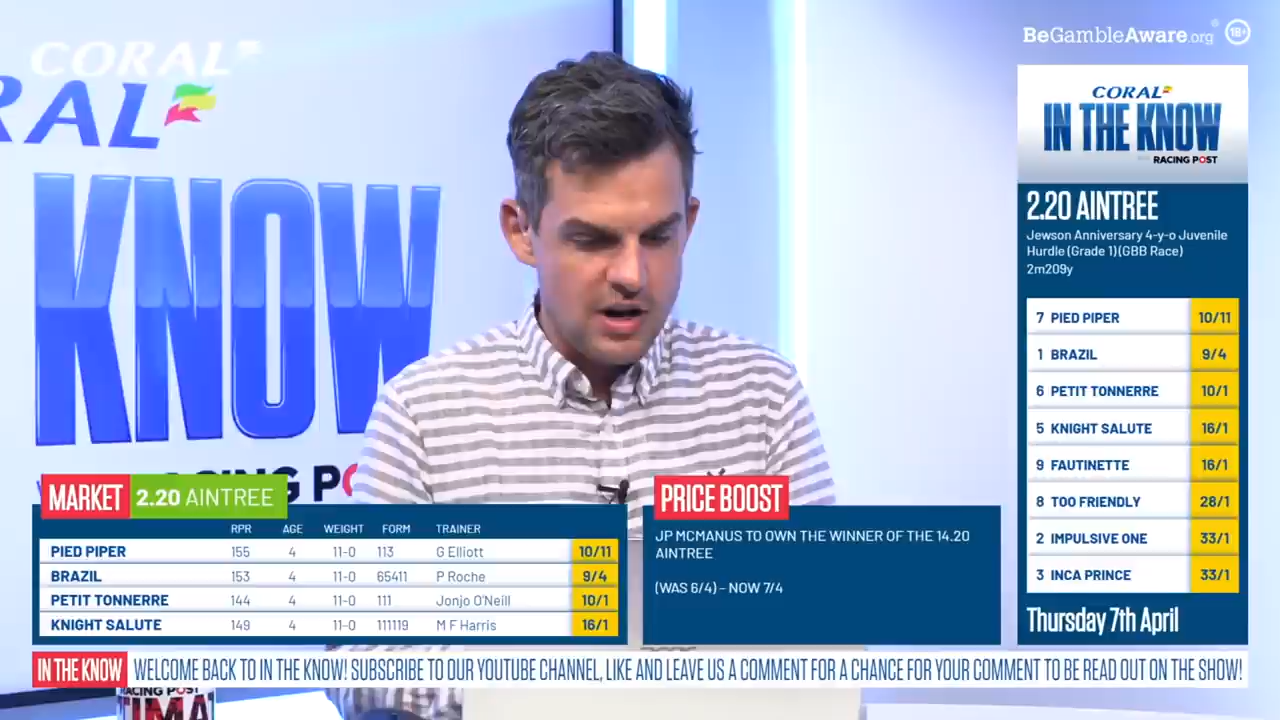 CORAL
RAL
KNOW
RACING PO
BeGambleAware.org 18+
CORAL
IN THE KNOW
RACING POST
2.20 AINTREE
Jewson Anniversary 4-y-o Juvenile
Hurdle (Grade 1) (GBB Race)
2m209y
7 PIED PIPER 10/11
1 BRAZIL 9/4
6 PETIT TONNERRE 10/1
5 KNIGHT SALUTE 16/1
9 FAUTINETTE 16/1
8 TOO FRIENDLY 28/1
2 IMPULSIVE ONE 33/1
3 INCA PRINCE 33/1
Thursday 7th April
MARKET 2.20 AINTREE
RPR AGE WEIGHT FORM TRAINER
PIED PIPER 155 4 11-0 113 G Elliott 10/11
BRAZIL 153 4 11-0 65411 P Roche 9/4
PETIT TONNERRE 144 4 11-0 111 Jonjo O'Neill 10/1
KNIGHT SALUTE 149 4 11-0 111119 M F Harris 16/1
PRICE BOOST
JP MCMANUS TO OWN THE WINNER OF THE 14.20
AINTREE
(WAS 6/4) – NOW 7/4
IN THE KNOW WELCOME BACK TO IN THE KNOW! SUBSCRIBE TO OUR YOUTUBE CHANNEL, LIKE AND LEAVE US A COMMENT FOR A CHANCE FOR YOUR COMMENT TO BE READ OUT ON THE SHOW!
RACING POST